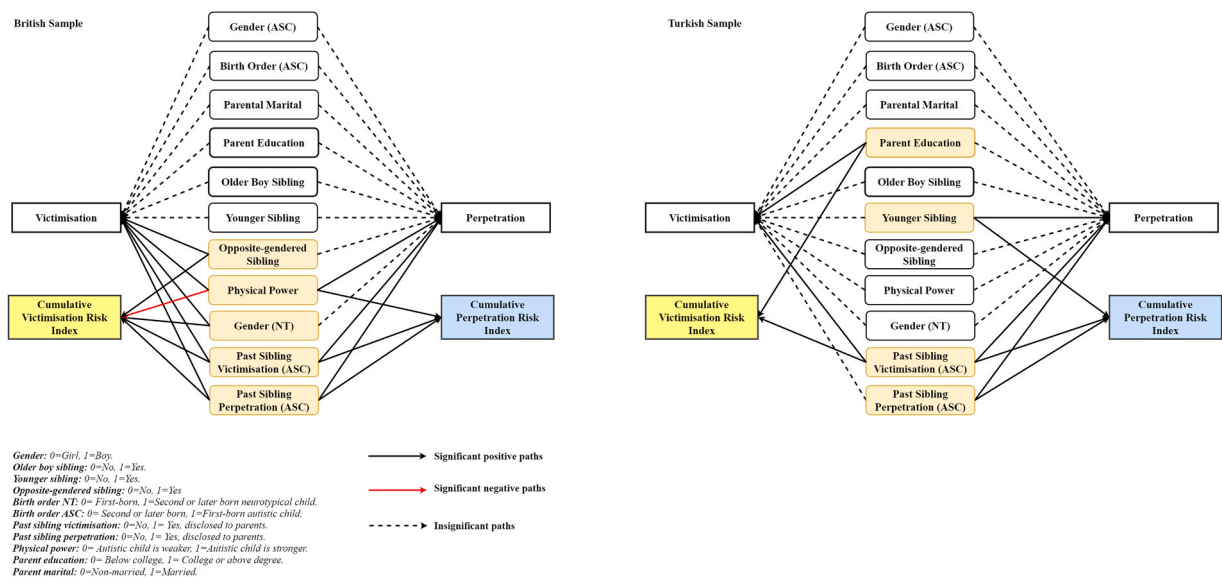 British Sample
Gender (ASC)
Birth Order (ASC)
Parental Marital
Parent Education
Older Boy Sibling
Victimisation
Younger Sibling
Perpetration
Opposite-gendered
Sibling
Physical Power
Cumulative
Victimisation Risk
Index
Gender (NT)
Cumulative
Perpetration Risk
Index
Past Sibling
Victimisation (ASC)
Past Sibling
Perpetration (ASC)
Turkish Sample
Gender (ASC)
Birth Order (ASC)
Parental Marital
Parent Education
Older Boy Sibling
Victimisation
Younger Sibling
Perpetration
Opposite-gendered
Sibling
Physical Power
Cumulative
Victimisation Risk
Index
Gender (NT)
Cumulative
Perpetration Risk
Index
Past Sibling
Victimisation (ASC)
Past Sibling
Perpetration (ASC)
Gender: 0=Girl, 1=Boy.
Older boy sibling: 0=No, 1=Yes.
Younger sibling: 0=No, 1=Yes.
Opposite-gendered sibling: 0=No, 1=Yes
Birth order NT: 0= First-born, 1=Second or later born neurotypical child.
Birth order ASC: 0= Second or later born, 1=First-born autistic child.
Past sibling victimisation: 0=No, 1= Yes, disclosed to parents.
Past sibling perpetration: 0=No, 1= Yes, disclosed to parents.
Physical power: 0= Autistic child is weaker, 1=Autistic child is stronger.
Parent education: 0= Below college, 1= College or above degree.
Parent marital: 0=Non-married, 1=Married.
Significant positive paths
Significant negative paths
Insignificant paths